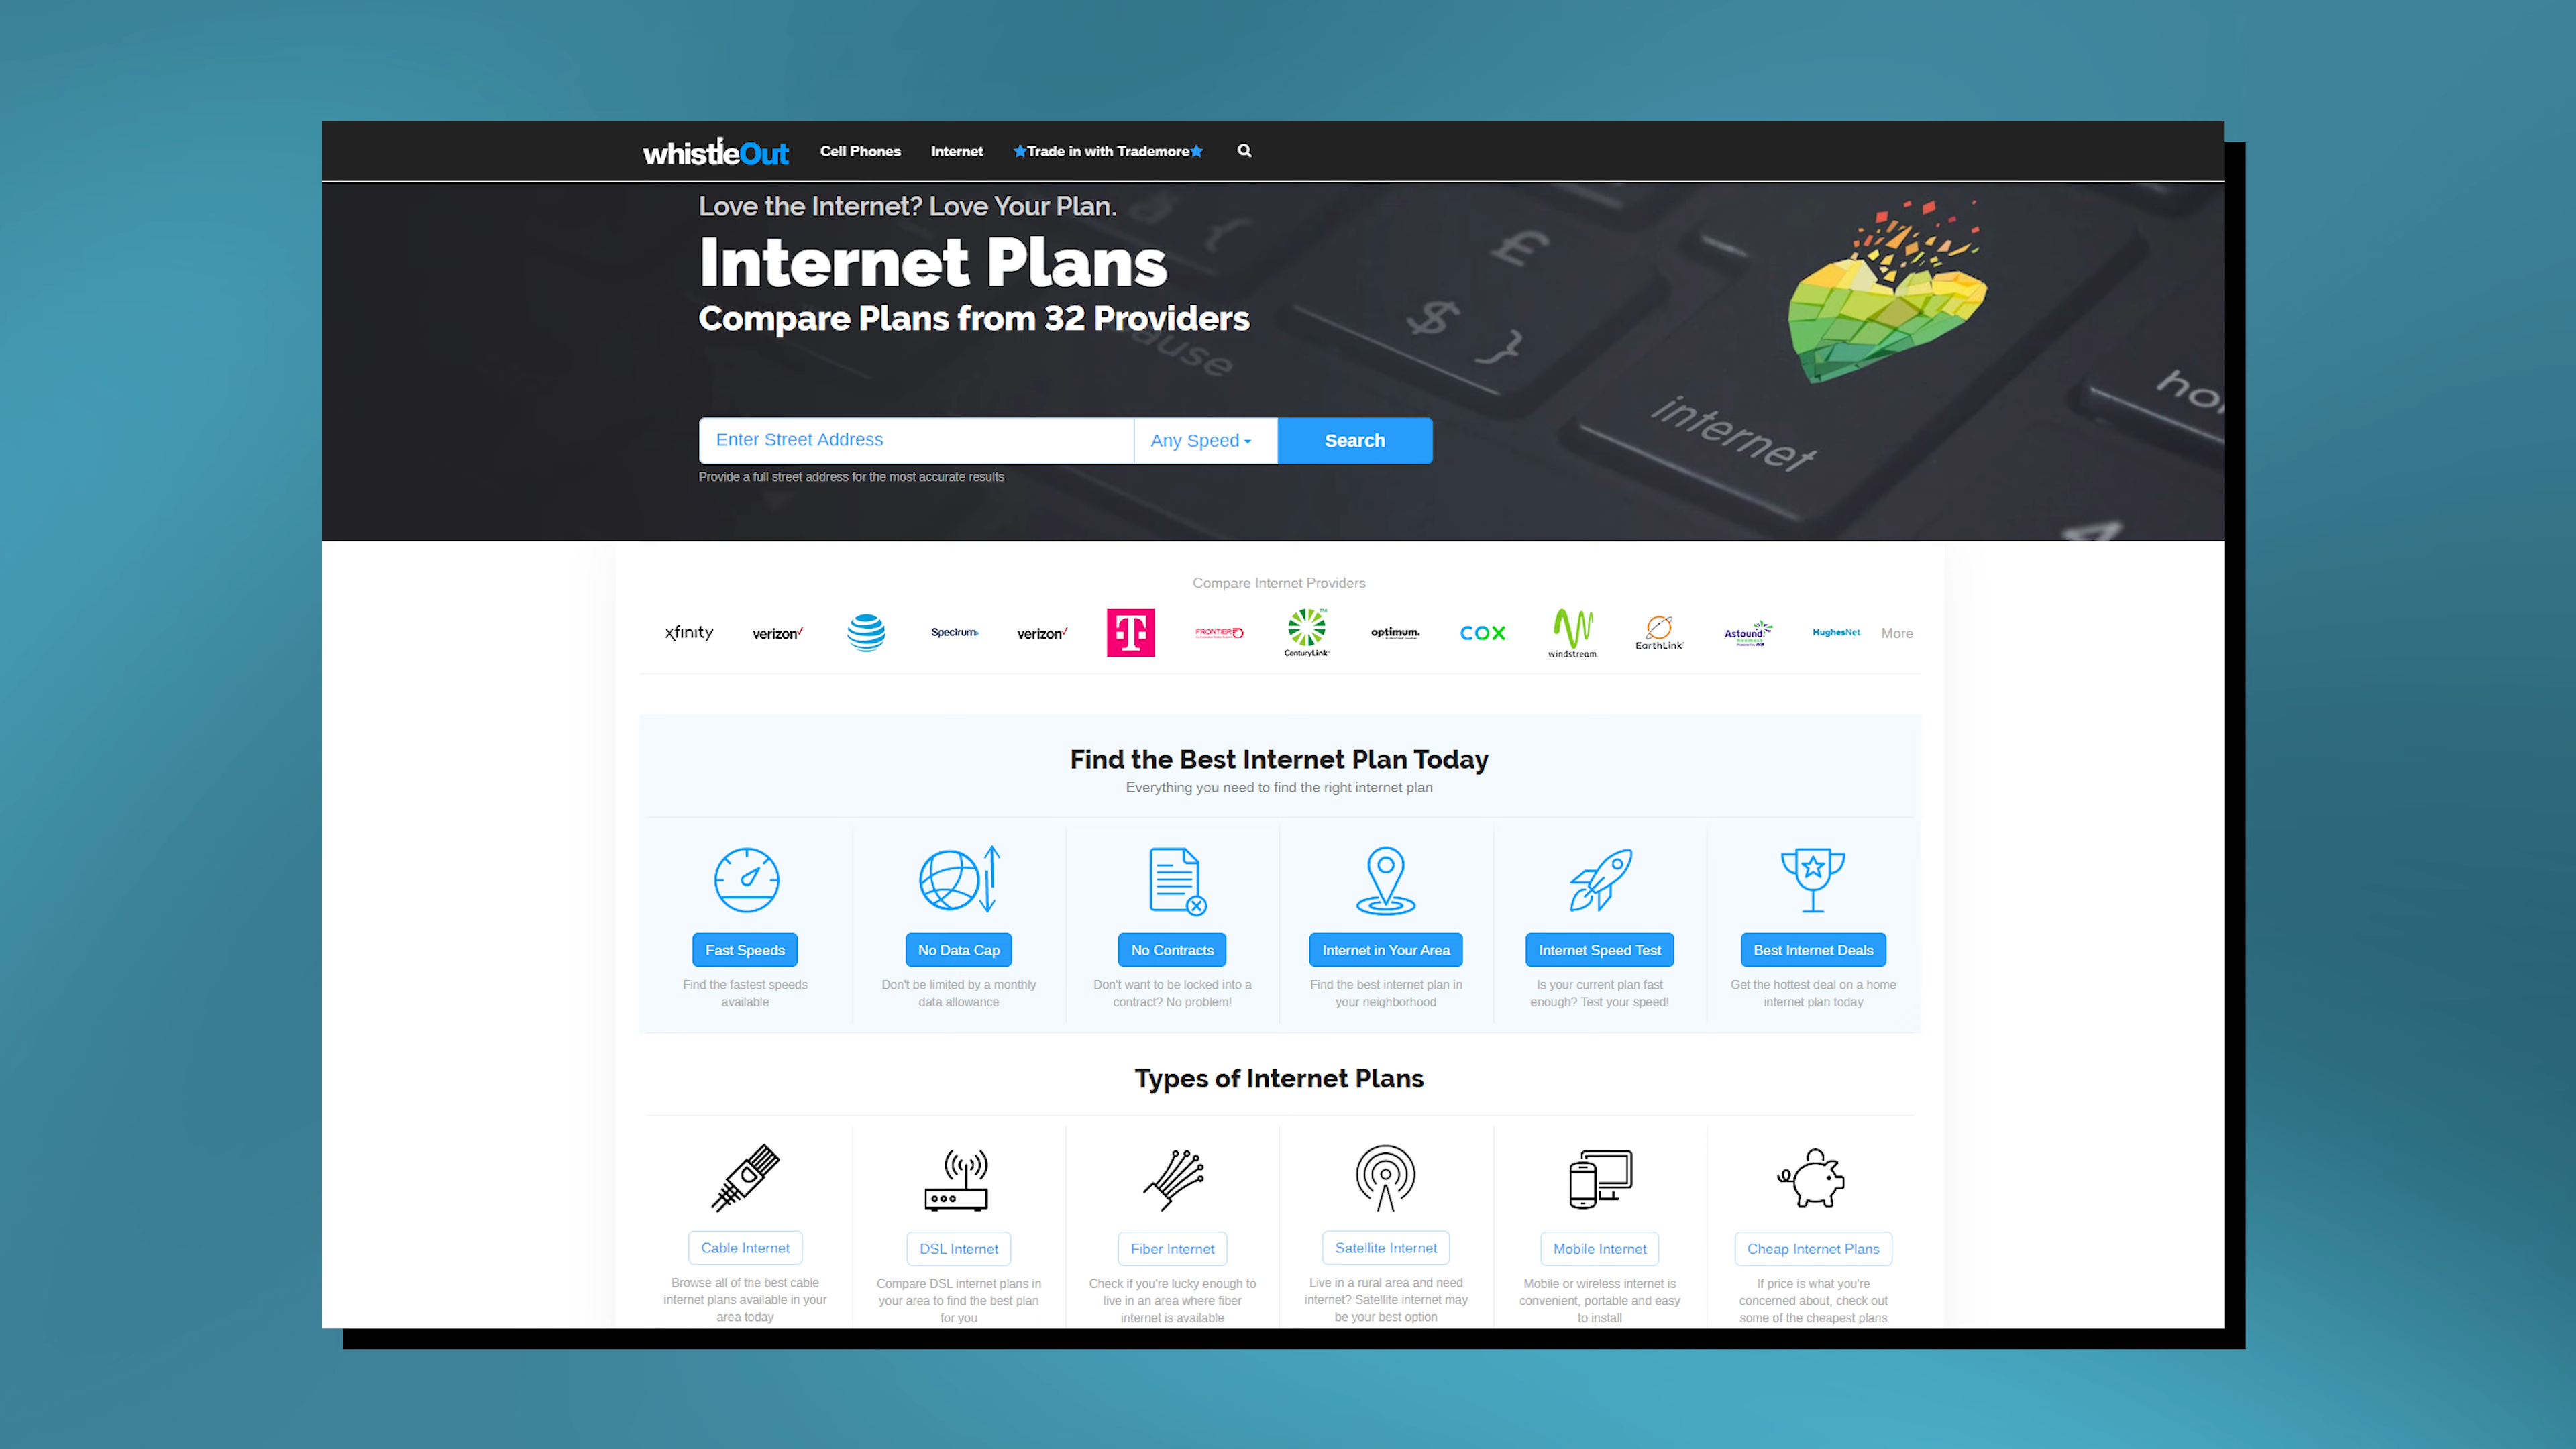 whistleOut Cell Phones Internet Trade in with Trademore
Love the Internet? Love Your Plan.
Internet Plans
Compare Plans from 32 Providers
Enter Street Address Any Speed Search
Provide a full street address for the most accurate results
{
£
$ }
ause
internet
Compare Internet Providers
xfinity verizon Spectrum verizon T FRONTIER CenturyLink optimum. COX windstream. EarthLink Astound HughesNet More
Find the Best Internet Plan Today
Everything you need to find the right internet plan
Fast Speeds
Find the fastest speeds
available
No Data Cap
Don't be limited by a monthly
data allowance
No Contracts
Don't want to be locked into a
contract? No problem!
Internet in Your Area
Find the best internet plan in
your neighborhood
Internet Speed Test
Is your current plan fast
enough? Test your speed!
Best Internet Deals
Get the hottest deal on a home
internet plan today
Types of Internet Plans
Cable Internet
Browse all of the best cable
internet plans available in your
area today
DSL Internet
Compare DSL internet plans in
your area to find the best plan
for you
Fiber Internet
Check if you're lucky enough to
live in an area where fiber
internet is available
Satellite Internet
Live in a rural area and need
internet? Satellite internet may
be your best option
Mobile Internet
Mobile or wireless internet is
convenient, portable and easy
to install
Cheap Internet Plans
If price is what you're
concerned about, check out
some of the cheapest plans